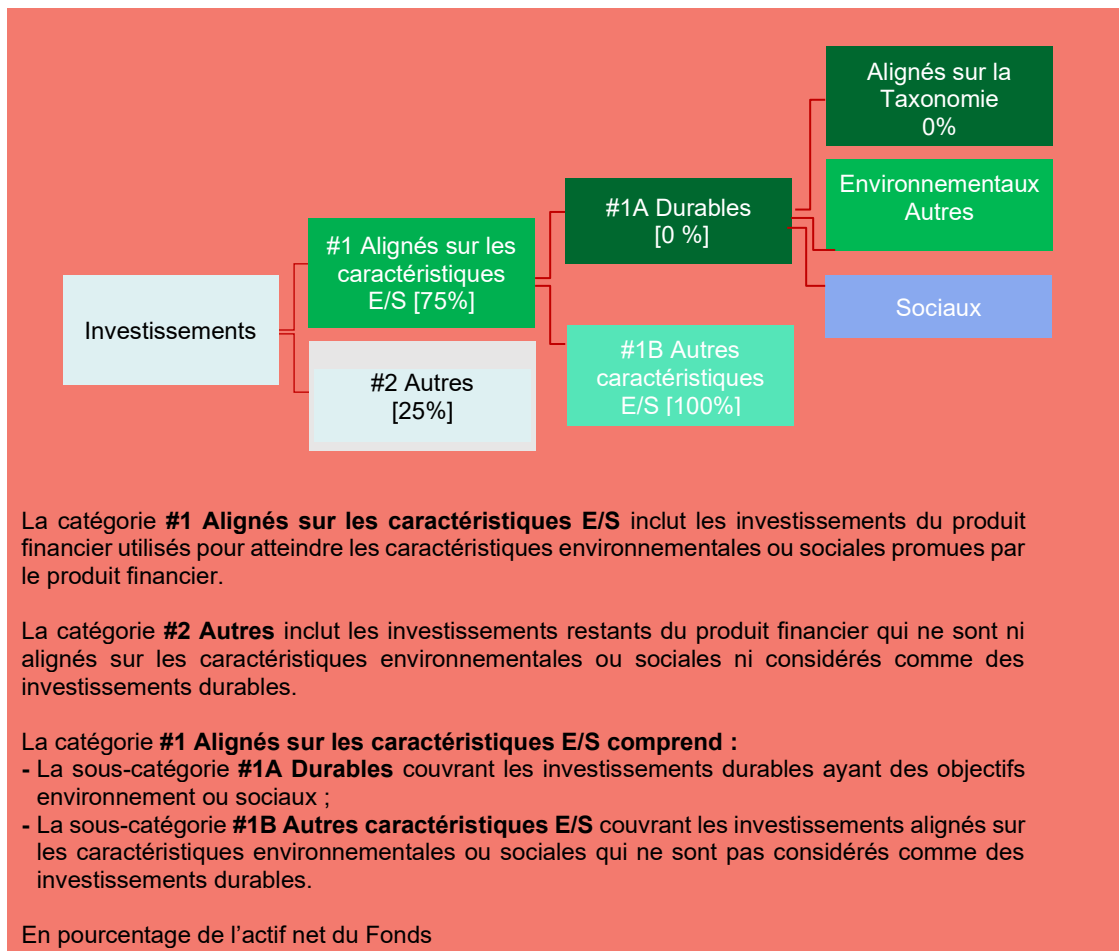 Alignés sur la
Taxonomie
0%
Environnementaux
Autres
#1A Durables
[0 %]
#1 Alignés sur les
caractéristiques
E/S [75%]
Investissements
Sociaux
#1B Autres
caractéristiques
E/S [100%]
#2 Autres
[25%]
La catégorie #1 Alignés sur les caractéristiques E/S inclut les investissements du produit
financier utilisés pour atteindre les caractéristiques environnementales ou sociales promues par
le produit financier.
La catégorie #2 Autres inclut les investissements restants du produit financier qui ne sont ni
alignés sur les caractéristiques environnementales ou sociales ni considérés comme des
investissements durables.
La catégorie #1 Alignés sur les caractéristiques E/S comprend :
- La sous-catégorie #1A Durables couvrant les investissements durables ayant des objectifs
environnement ou sociaux ;
- La sous-catégorie #1B Autres caractéristiques E/S couvrant les investissements alignés sur
les caractéristiques environnementales ou sociales qui ne sont pas considérés comme des
investissements durables.
En pourcentage de l'actif net du Fonds